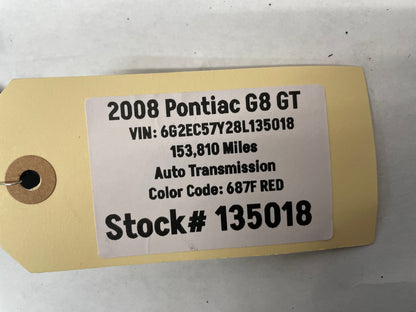 2008 Pontiac G8 GT
VIN: 6G2EC57Y28L135018
153,810 Miles
Auto Transmission
Color Code: 687F RED
Stock# 135018